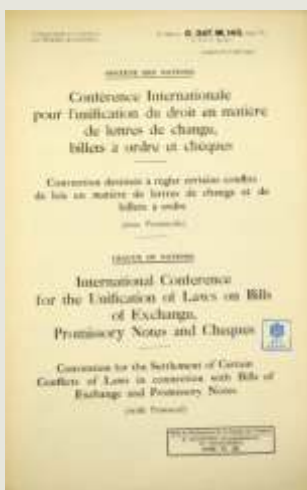 C. 347. M. 143.
SOCIÉTÉ DES NATIONS
Conférence Internationale
pour l'unification du droit en matière
de lettres de change,
billets à ordre et chèques
Convention destinée à régler certains conflits
de lois en matière de lettres de change et de
billets à ordre
(avec Protocole)
LEAGUE OF NATIONS
International Conference
for the Unification of Laws on Bills
of Exchange,
Promissory Notes and Cheques
Convention for the Settlement of Certain
Conflicts of Laws in connection with Bills of
Exchange and Promissory Notes
(with Protocol)